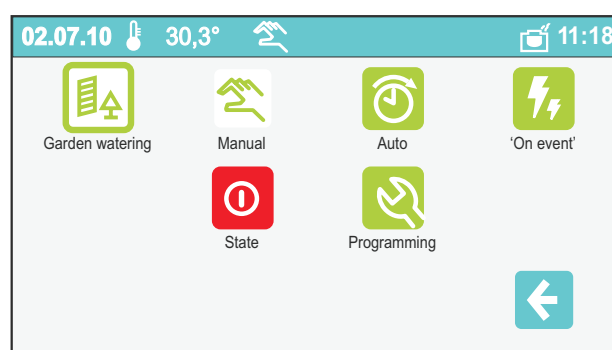 02.07.10 30,3° 11:18
Garden watering Manual Auto 'On event'
State Programming